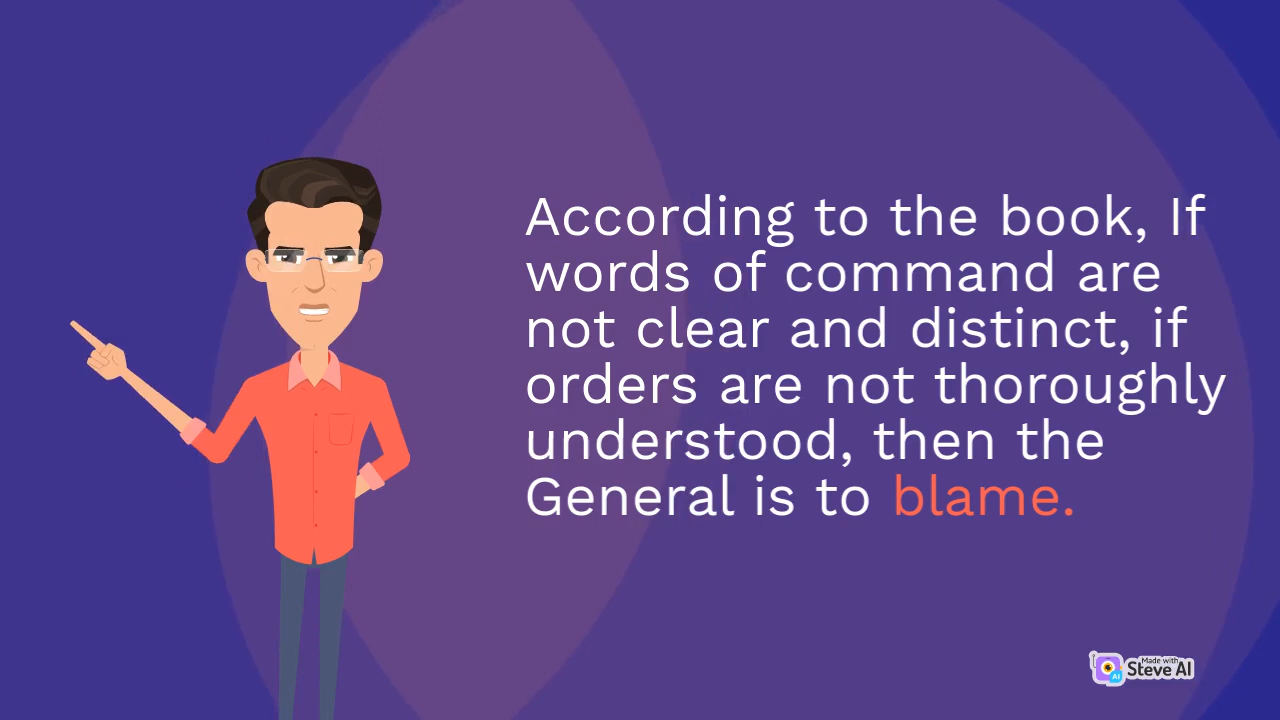 According to the book, If
words of command are
not clear and distinct, if
orders are not thoroughly
understood, then the
General is to blame.
Made with
Steve AI
AI